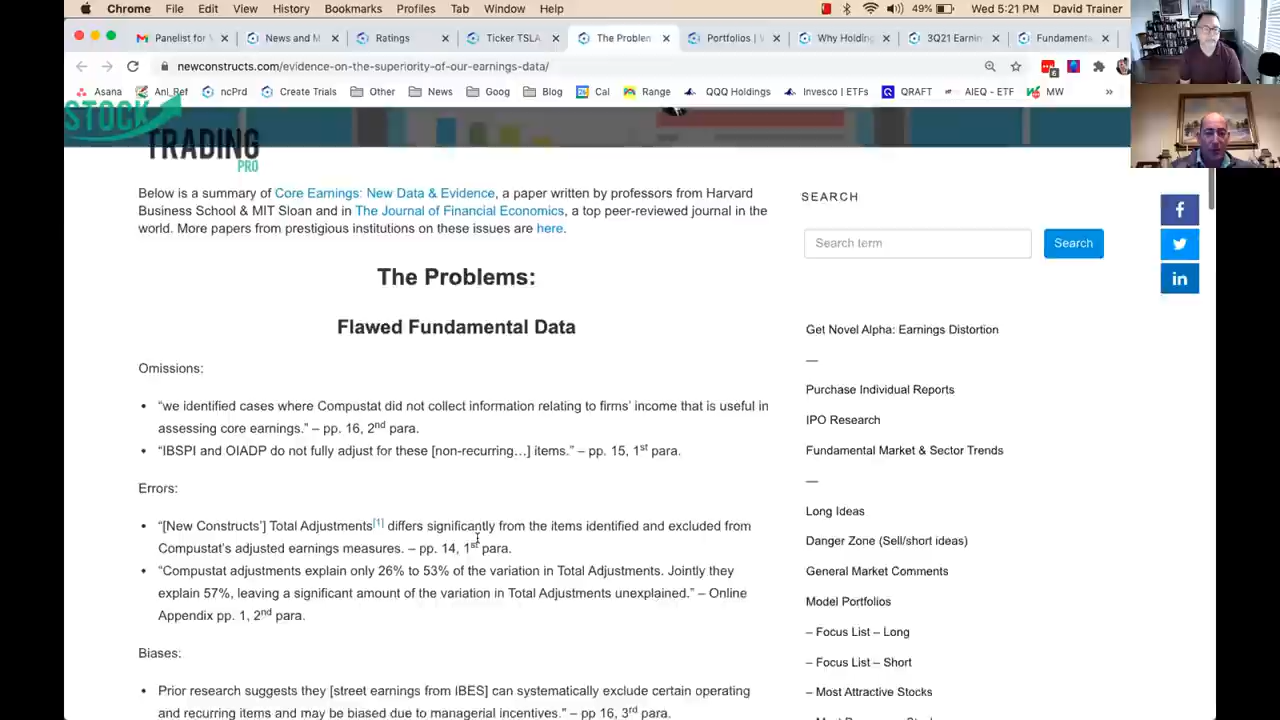 Chrome File Edit View History Bookmarks Profiles Tab Window Help 49% Wed 5:21 PM David Trainer
Panelist for News and M Ratings Ticker TSLA The Problem Portfolios | Why Holding 3Q21 Earnin Fundamenta
newconstructs.com/evidence-on-the-superiority-of-our-earnings-data/
6
Asana Anl_Ref ncPrd Create Trials Other News Goog Blog Cal Range QQQ Holdings Invesco | ETFs QRAFT AIEQ - ETF MW »
STOCK
TRADING
PRO
Below is a summary of Core Earnings: New Data & Evidence, a paper written by professors from Harvard
Business School & MIT Sloan and in The Journal of Financial Economics, a top peer-reviewed journal in the
world. More papers from prestigious institutions on these issues are here.
The Problems:
Flawed Fundamental Data
Omissions:
• “we identified cases where Compustat did not collect information relating to firms’ income that is useful in
assessing core earnings.” – pp. 16, 2nd para.
• “IBSPI and OIADP do not fully adjust for these [non-recurring…] items.” – pp. 15, 1st para.
Errors:
• “[New Constructs’] Total Adjustments[1] differs significantly from the items identified and excluded from
Compustat’s adjusted earnings measures. – pp. 14, 1st para.
• “Compustat adjustments explain only 26% to 53% of the variation in Total Adjustments. Jointly they
explain 57%, leaving a significant amount of the variation in Total Adjustments unexplained.” – Online
Appendix pp. 1, 2nd para.
Biases:
• Prior research suggests they [street earnings from IBES] can systematically exclude certain operating
and recurring items and may be biased due to managerial incentives.” – pp 16, 3rd para.
SEARCH
Search term Search
Get Novel Alpha: Earnings Distortion
—
Purchase Individual Reports
IPO Research
Fundamental Market & Sector Trends
—
Long Ideas
Danger Zone (Sell/short ideas)
General Market Comments
Model Portfolios
– Focus List – Long
– Focus List – Short
– Most Attractive Stocks
f
in